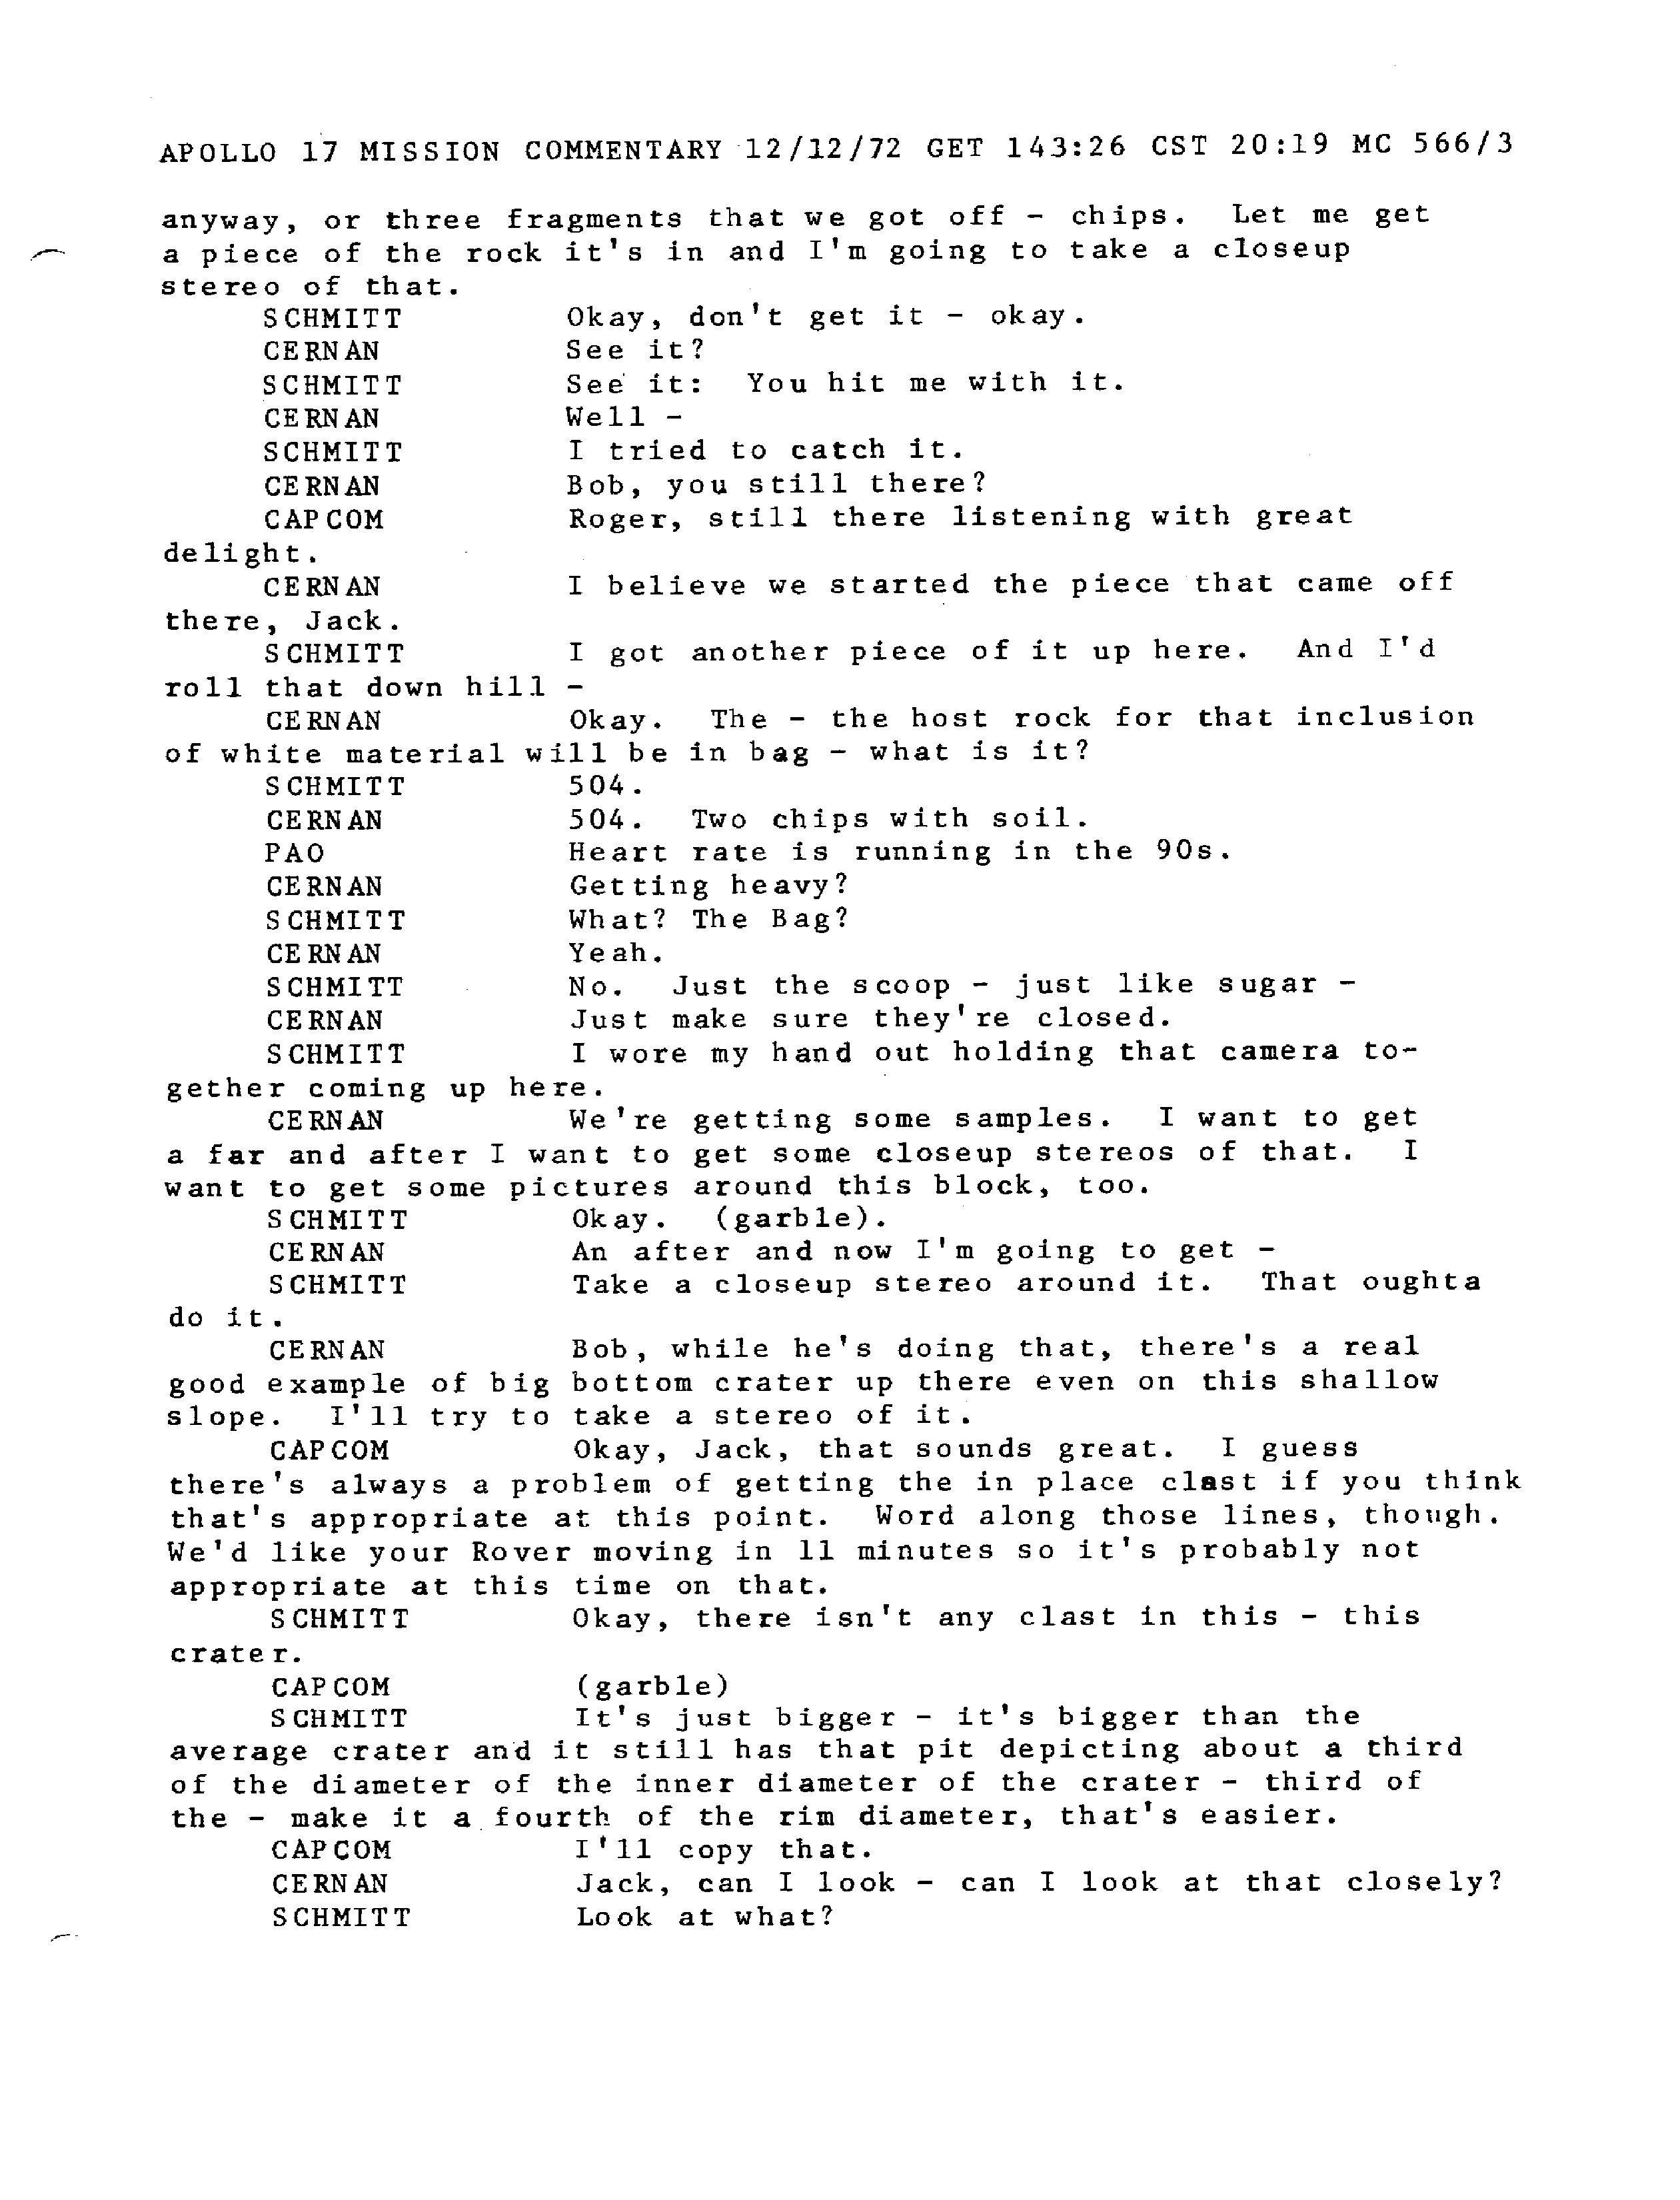 APOLLO 17 MISSION COMMENTARY 12/12/72 GET 143:26 CST 20:19 MC 566/3
anyway, or three fragments that we got off - chips. Let me get
a piece of the rock it's in and I'm going to take a closeup
stereo of that.
SCHMITT Okay, don't get it - okay.
CERNAN See it?
SCHMITT See it: You hit me with it.
CERNAN Well -
SCHMITT I tried to catch it.
CERNAN Bob, you still there?
CAPCOM Roger, still there listening with great
delight.
CERNAN I believe we started the piece that came off
there, Jack.
SCHMITT I got another piece of it up here. And I'd
roll that down hill -
CERNAN Okay. The - the host rock for that inclusion
of white material will be in bag - what is it?
SCHMITT 504.
CERNAN 504. Two chips with soil.
PAO Heart rate is running in the 90s.
CERNAN Getting heavy?
SCHMITT What? The Bag?
CERNAN Yeah.
SCHMITT No. Just the scoop - just like sugar -
CERNAN Just make sure they're closed.
SCHMITT I wore my hand out holding that camera to-
gether coming up here.
CERNAN We're getting some samples. I want to get
a far and after I want to get some closeup stereos of that. I
want to get some pictures around this block, too.
SCHMITT Okay. (garble).
CERNAN An after and now I'm going to get -
SCHMITT Take a closeup stereo around it. That oughta
do it.
CERNAN Bob, while he's doing that, there's a real
good example of big bottom crater up there even on this shallow
slope. I'll try to take a stereo of it.
CAPCOM Okay, Jack, that sounds great. I guess
there's always a problem of getting the in place clast if you think
that's appropriate at this point. Word along those lines, though.
We'd like your Rover moving in 11 minutes so it's probably not
appropriate at this time on that.
SCHMITT Okay, there isn't any clast in this - this
crater.
CAPCOM (garble)
SCHMITT It's just bigger - it's bigger than the
average crater and it still has that pit depicting about a third
of the diameter of the inner diameter of the crater - third of
the - make it a fourth of the rim diameter, that's easier.
CAPCOM I'll copy that.
CERNAN Jack, can I look - can I look at that closely?
SCHMITT Look at what?